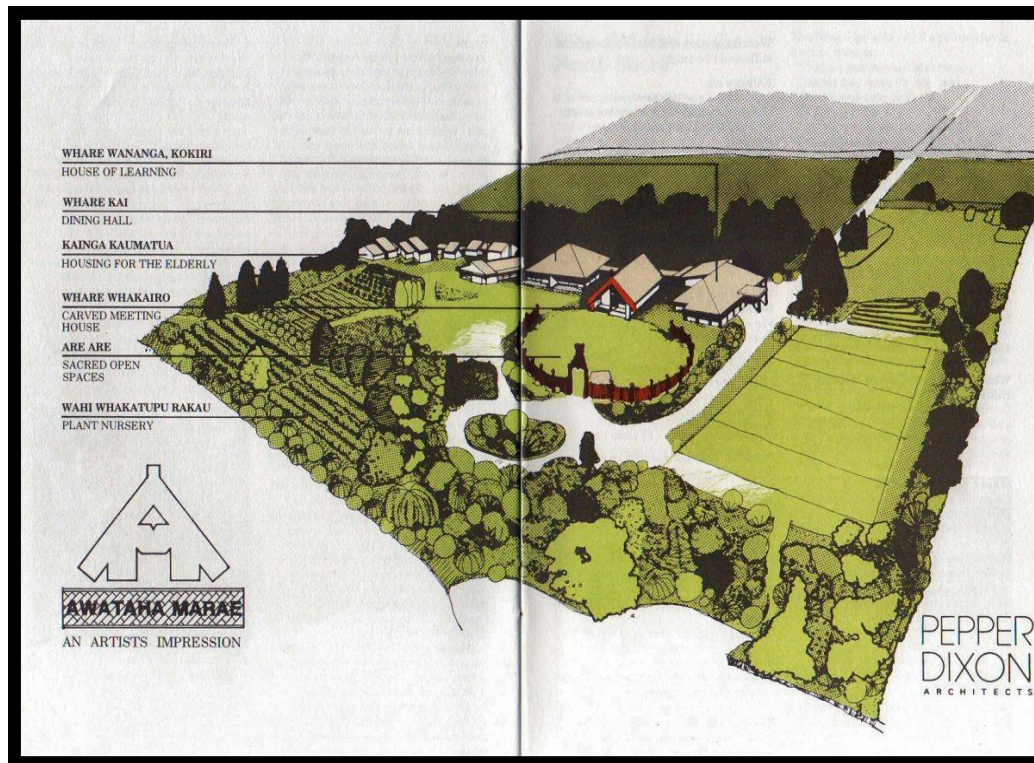 WHARE WANANGA, KOKIRI
HOUSE OF LEARNING
WHARE KAI
DINING HALL
KAINGA KAUMATUA
HOUSING FOR THE ELDERLY
WHARE WHAKAIRO
CARVED MEETING
HOUSE
ARE ARE
SACRED OPEN
SPACES
WAHI WHAKATUPU RAKAU
PLANT NURSERY
AWATAHA MARAE
AN ARTISTS IMPRESSION
PEPPER
DIXON
ARCHITECTS